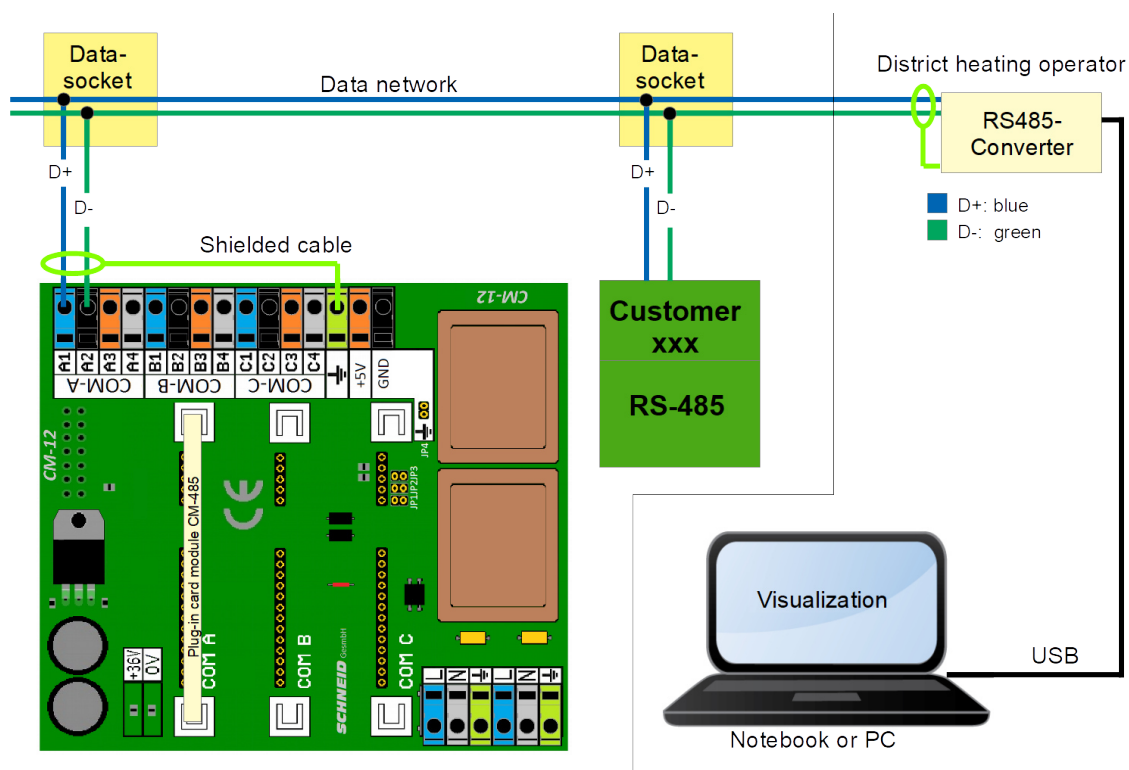 Data-
socket
Data-
socket
Data network
District heating operator
RS485-
Converter
D+
D-
D+
D-
D+: blue
D-: green
Shielded cable
CM-12
A1 A2 A3 A4 B1 B2 B3 B4 C1 C2 C3 C4 +5V GND
COM-A COM-B COM-C
Customer
xxx
RS-485
JP4
CM-12
JP1JP2JP3
Plug-in card module CM-485
COM A
COM B
COM C
SCHNEID GesmbH
CE
+36V
0V
L N L N
Visualization
USB
Notebook or PC